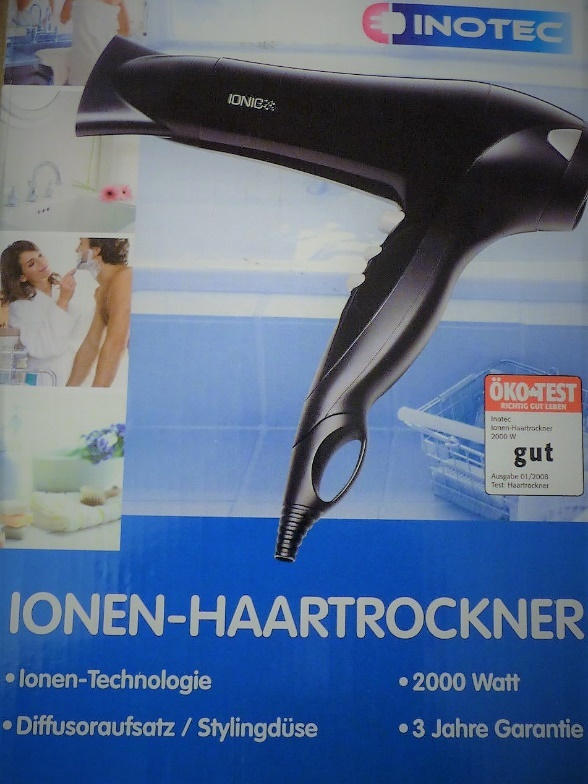 INOTEC
IONIC
ÖKO-TEST
RICHTIG GUT LEBEN
Inotec
Ionen-Haartrockner
2000 W
gut
Ausgabe 01/2008
Test: Haartrockner
IONEN-HAARTROCKNER
• Ionen-Technologie
• 2000 Watt
• Diffusoraufsatz / Stylingdüse
• 3 Jahre Garantie